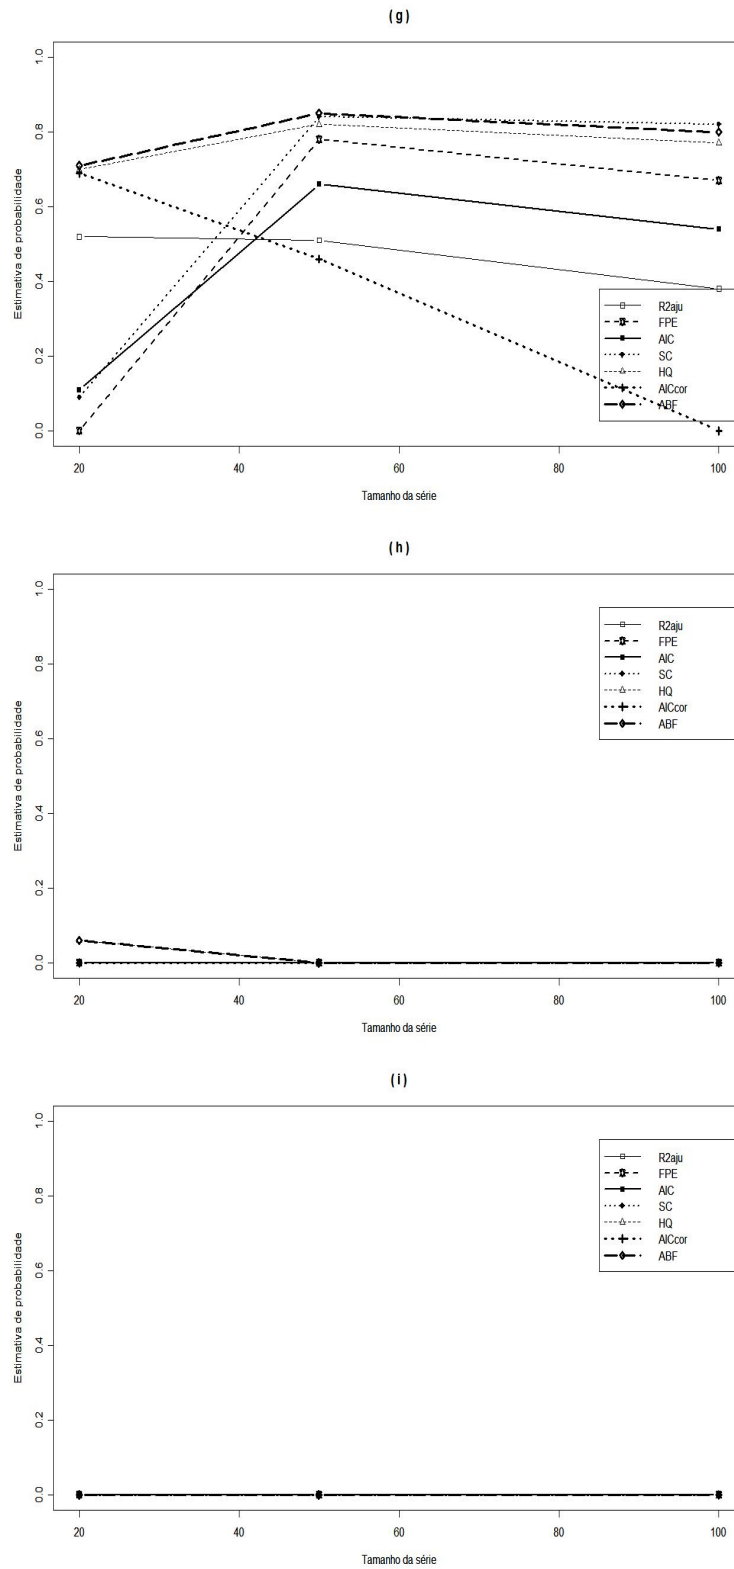 (g)
Estimativa de probabilidade
1.0
0.8
0.6
0.4
0.2
0.0
R2aju
FPE
AIC
SC
HQ
AICcor
ABF
20 40 60 80 100
Tamanho da série
(h)
Estimativa de probabilidade
1.0
0.8
0.6
0.4
0.2
0.0
R2aju
FPE
AIC
SC
HQ
AICcor
ABF
20 40 60 80 100
Tamanho da série
(i)
Estimativa de probabilidade
1.0
0.8
0.6
0.4
0.2
0.0
R2aju
FPE
AIC
SC
HQ
AICcor
ABF
20 40 60 80 100
Tamanho da série